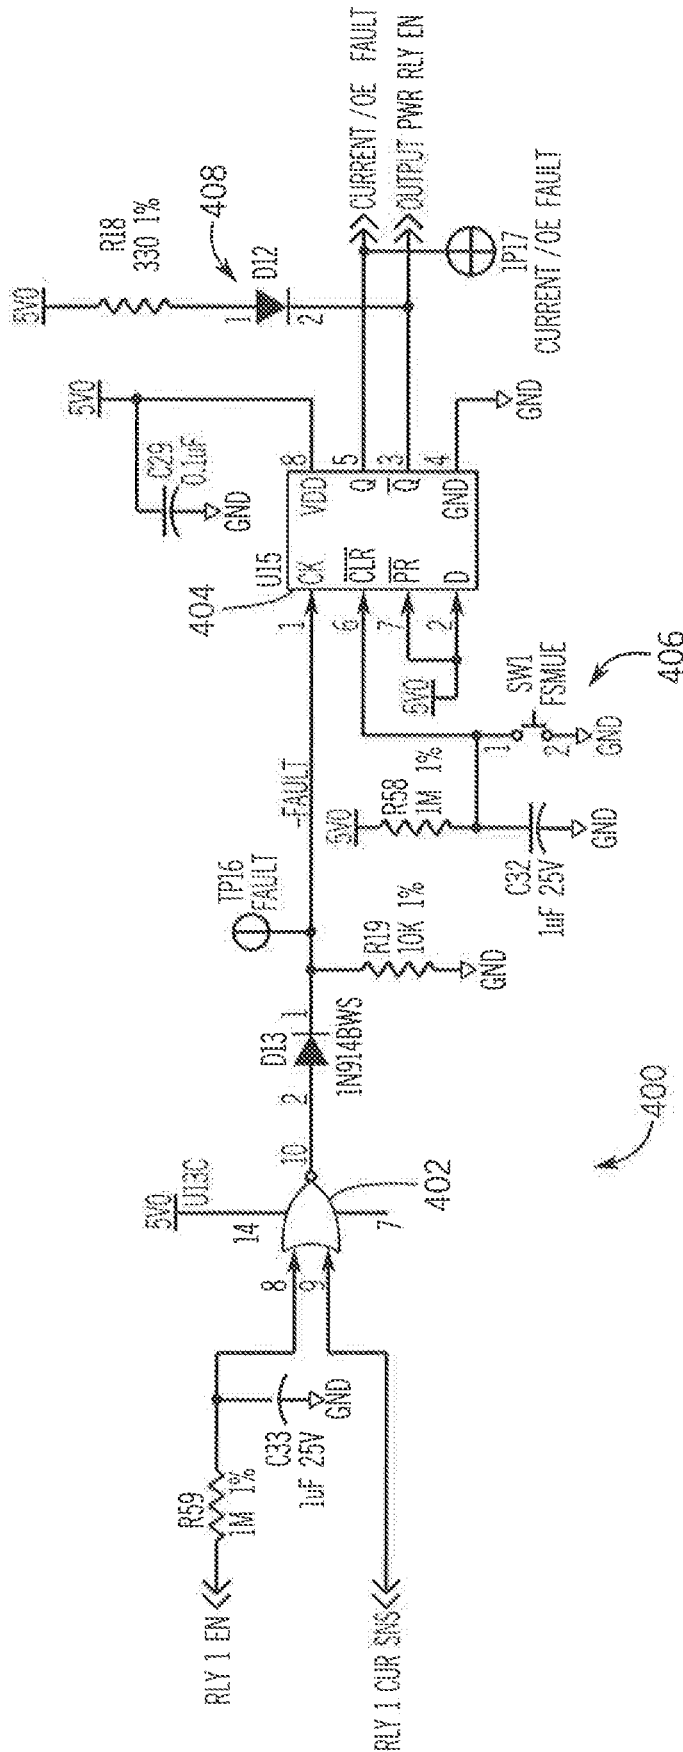 RLY 1 EN
R59
1M 1%
C33
1uF 25V
GND
RLY 1 CUR SNS
8
9
5V0
U13C
14
7
10
402
2
D13
1
1N914BWS
TP16
FAULT
-FAULT
R19
10K 1%
GND
5V0
R58
1M 1%
C32
1uF 25V
GND
1
2
SW1
FSMUE
GND
406
5V0
404
U15
1
CK
6
CLR
7
PR
2
D
VDD
8
Q
5
Q
3
GND
4
GND
5V0
C29
0.1uF
GND
5V0
R18
330 1%
408
1
D12
2
CURRENT/OE FAULT
OUTPUT PWR RLY EN
1P17
CURRENT/OE FAULT
400